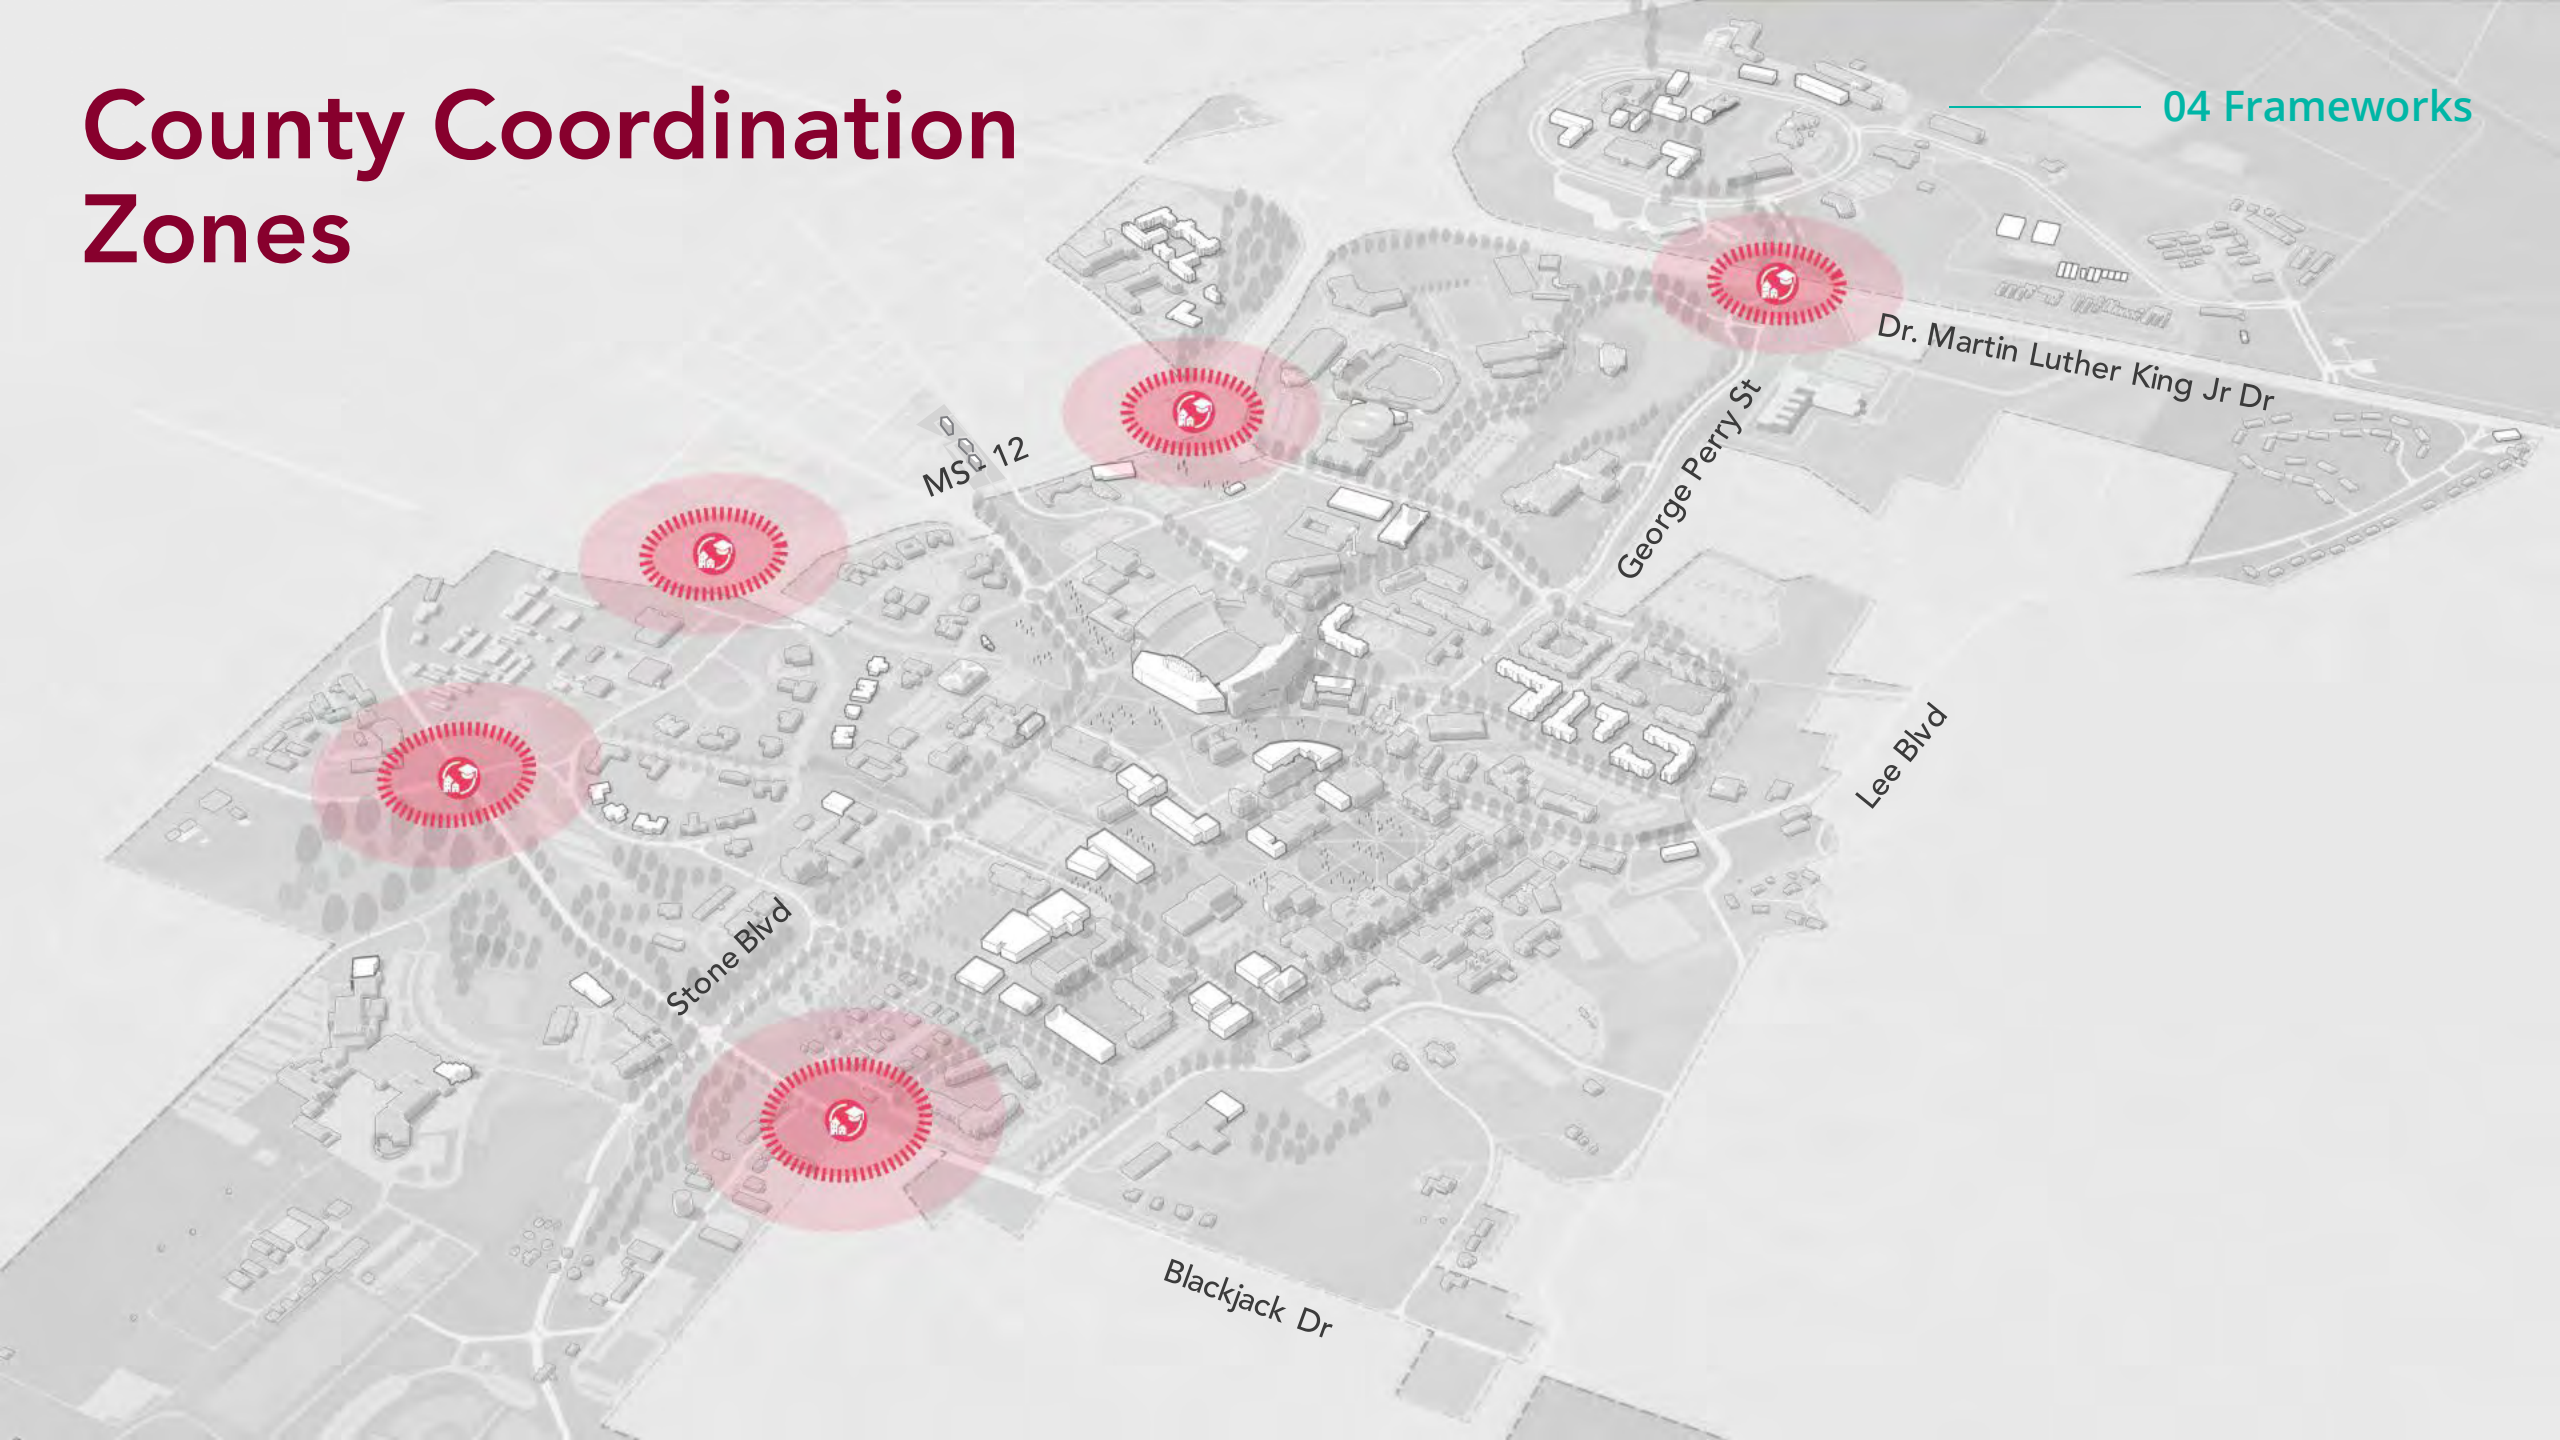 County Coordination
Zones
04 Frameworks
Dr. Martin Luther King Jr Dr
George Perry St
MS - 12
Lee Blvd
Stone Blvd
Blackjack Dr